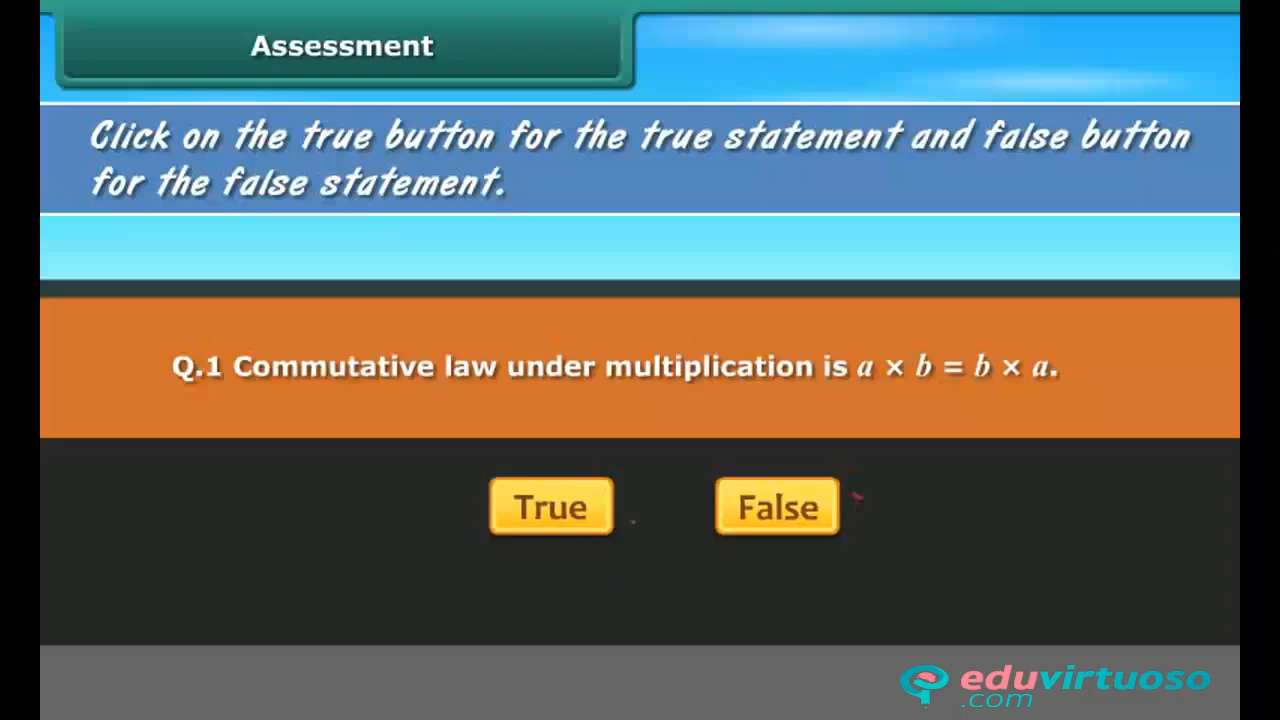 Assessment
Click on the true button for the true statement and false button
for the false statement.
Q.1 Commutative law under multiplication is a × b = b × a.
True
False
eduvirtuoso
.com